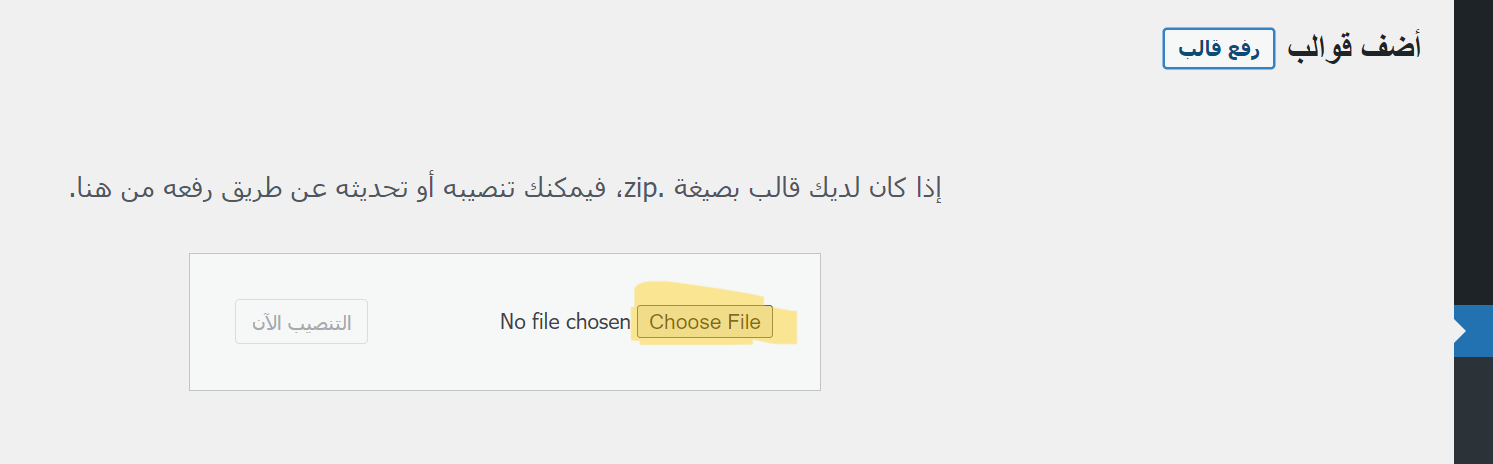 أضف قوالب رفع قالب
إذا كان لديك قالب بصيغة .zip، فيمكنك تنصيبه أو تحديثه عن طريق رفعه من هنا.
Choose File No file chosen التنصيب الآن